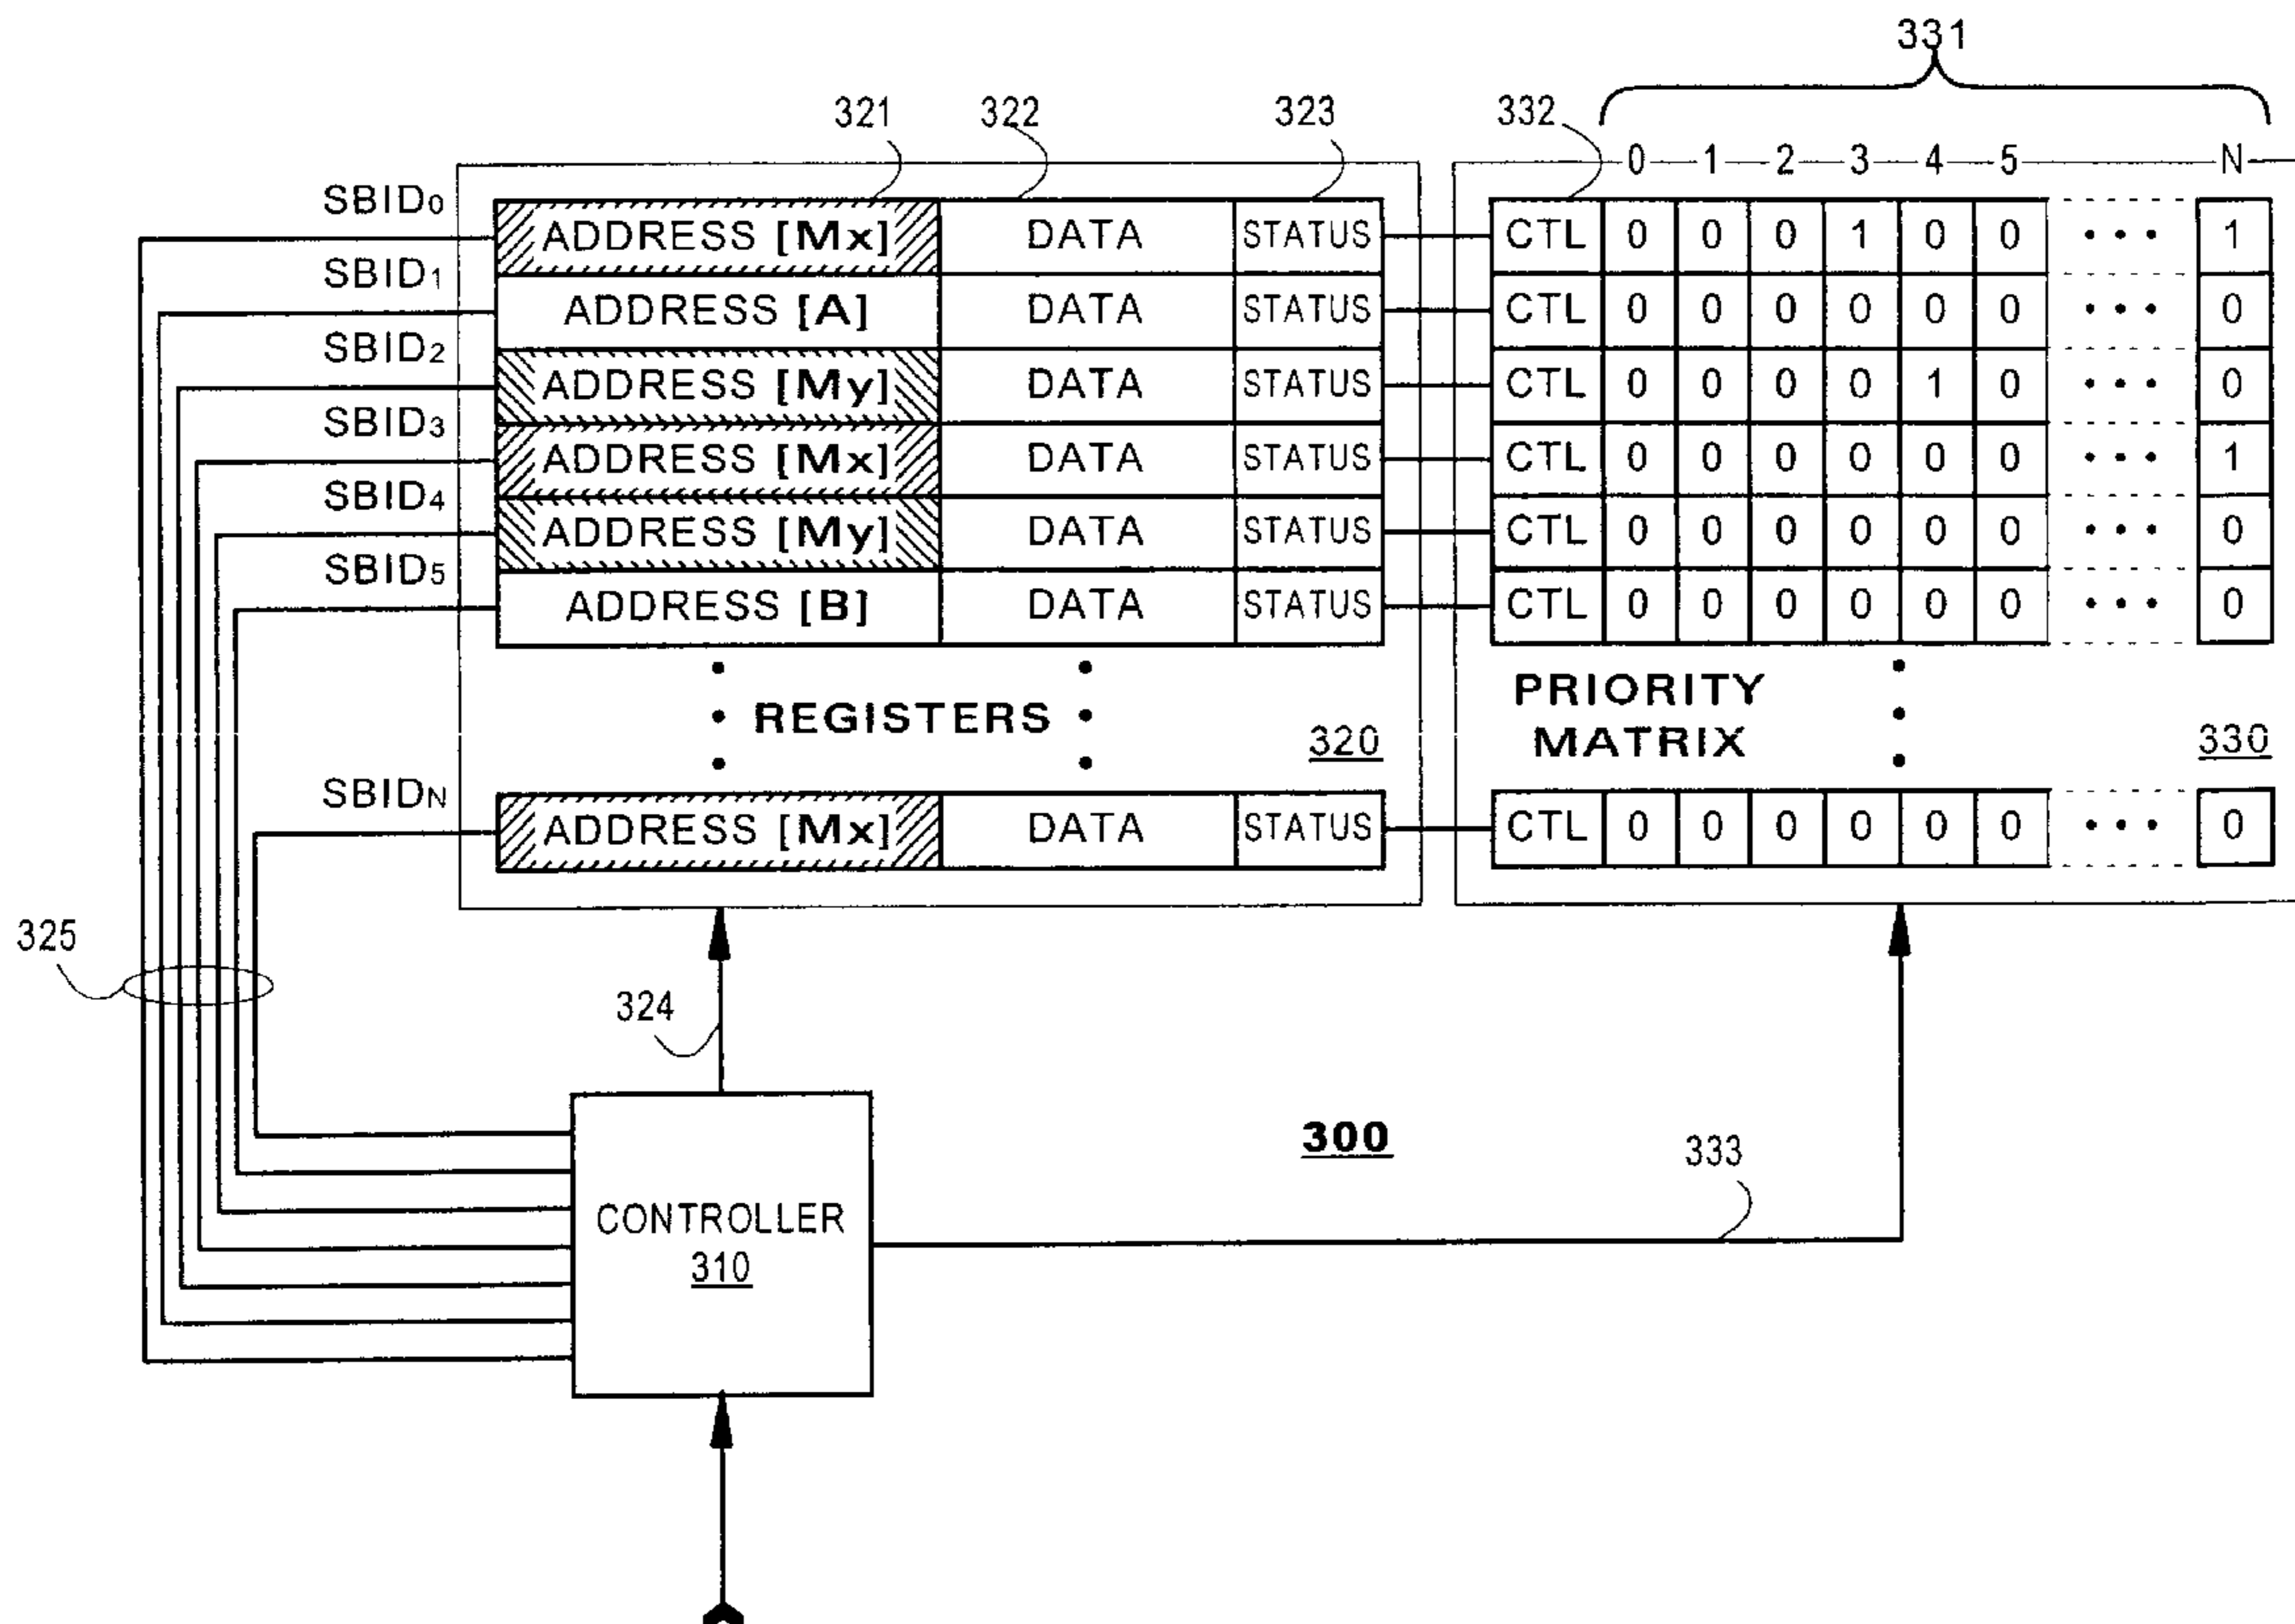 331
321 322 323 332
0 1 2 3 4 5 N
SBID0 ADDRESS [Mx] DATA STATUS CTL 0 0 0 1 0 0 • • • 1
SBID1 ADDRESS [A] DATA STATUS CTL 0 0 0 0 0 0 • • • 0
SBID2 ADDRESS [My] DATA STATUS CTL 0 0 0 0 1 0 • • • 0
SBID3 ADDRESS [Mx] DATA STATUS CTL 0 0 0 0 0 0 • • • 1
SBID4 ADDRESS [My] DATA STATUS CTL 0 0 0 0 0 0 • • • 0
SBID5 ADDRESS [B] DATA STATUS CTL 0 0 0 0 0 0 • • • 0
REGISTERS 320
PRIORITY
MATRIX 330
SBIDN ADDRESS [Mx] DATA STATUS CTL 0 0 0 0 0 0 • • • 0
325
324
300
333
CONTROLLER
310